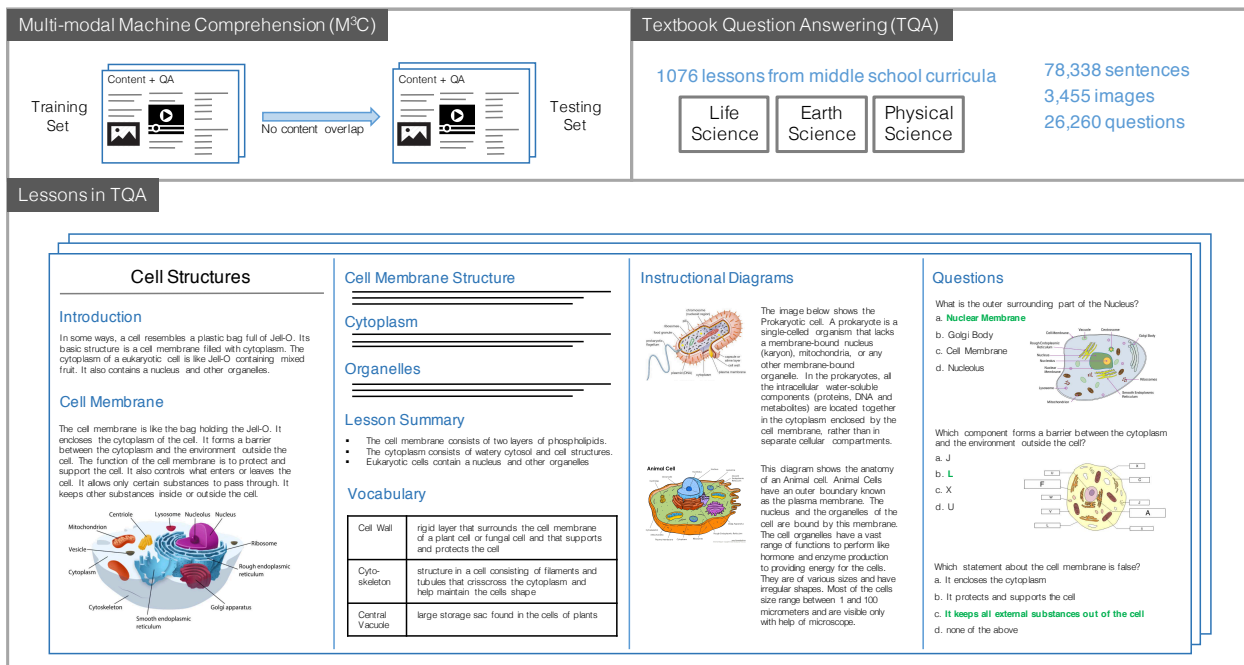 Multi-modal Machine Comprehension (M³C)
Training
Set
Content + QA
No content overlap
Content + QA
Testing
Set
Textbook Question Answering (TQA)
1076 lessons from middle school curricula
Life
Science
Earth
Science
Physical
Science
78,338 sentences
3,455 images
26,260 questions
Lessons in TQA
Cell Structures
Introduction
In some ways, a cell resembles a plastic bag full of Jell-O. Its
basic structure is a cell membrane filled with cytoplasm. The
cytoplasm of a eukaryotic cell is like Jell-O containing mixed
fruit. It also contains a nucleus and other organelles.
Cell Membrane
The cell membrane is like the bag holding the Jell-O. It
encloses the cytoplasm of the cell. It forms a barrier
between the cytoplasm and the environment outside the
cell. The function of the cell membrane is to protect and
support the cell. It also controls what enters or leaves the
cell. It allows only certain substances to pass through. It
keeps other substances inside or outside the cell.
Centriole
Lysosome
Nucleolus
Nucleus
Mitochondrion
Vesicle
Cytoplasm
Cytoskeleton
Smooth endoplasmic
reticulum
Golgi apparatus
Rough endoplasmic
reticulum
Ribosome
Cell Membrane Structure
Cytoplasm
Organelles
Lesson Summary
▪ The cell membrane consists of two layers of phospholipids.
▪ The cytoplasm consists of watery cytosol and cell structures.
▪ Eukaryotic cells contain a nucleus and other organelles
Vocabulary
Cell Wall
rigid layer that surrounds the cell membrane
of a plant cell or fungal cell and that supports
and protects the cell
Cyto-
skeleton
structure in a cell consisting of filaments and
tubules that crisscross the cytoplasm and
help maintain the cells shape
Central
Vacuole
large storage sac found in the cells of plants
Instructional Diagrams
The image below shows the
Prokaryotic cell. A prokaryote is a
single-celled organism that lacks
a membrane-bound nucleus
(karyon), mitochondria, or any
other membrane-bound
organelle. In the prokaryotes, all
the intracellular water-soluble
components (proteins, DNA and
metabolites) are located together
in the cytoplasm enclosed by the
cell membrane, rather than in
separate cellular compartments.
Animal Cell
This diagram shows the anatomy
of an Animal cell. Animal Cells
have an outer boundary known
as the plasma membrane. The
nucleus and the organelles of the
cell are bound by this membrane.
The cell organelles have a vast
range of functions to perform like
hormone and enzyme production
to providing energy for the cells.
They are of various sizes and have
irregular shapes. Most of the cells
size range between 1 and 100
micrometers and are visible only
with help of microscope.
Questions
What is the outer surrounding part of the Nucleus?
a. Nuclear Membrane
b. Golgi Body
c. Cell Membrane
d. Nucleolus
Cell Membrane
Vacuole
Centrosome
Golgi Body
Rough Endoplasmic
Reticulum
Nucleus
Nucleolus
Nuclear
Membrane
Lysosome
Mitochondrion
Smooth Endoplasmic
Reticulum
Ribosomes
Which component forms a barrier between the cytoplasm
and the environment outside the cell?
a. J
b. L
c. X
d. U
F
A
Which statement about the cell membrane is false?
a. It encloses the cytoplasm
b. It protects and supports the cell
c. It keeps all external substances out of the cell
d. none of the above